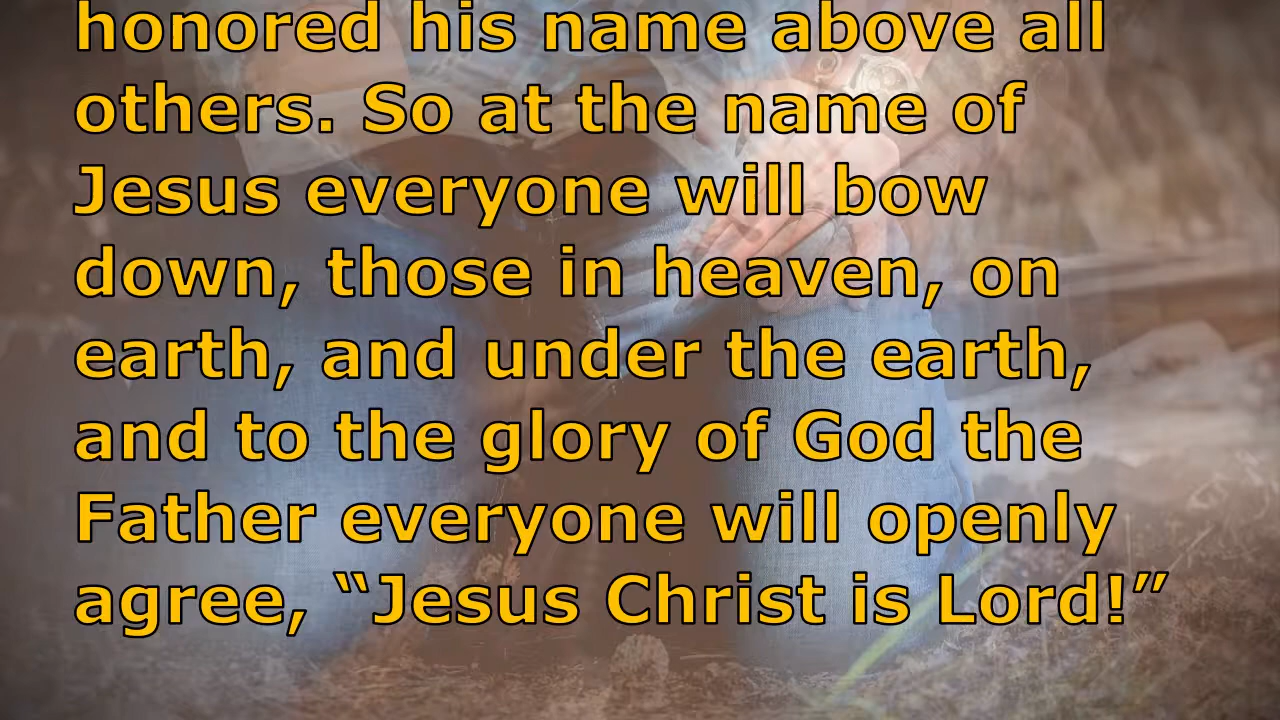 honored his name above all
others. So at the name of
Jesus everyone will bow
down, those in heaven, on
earth, and under the earth,
and to the glory of God the
Father everyone will openly
agree, “Jesus Christ is Lord!”